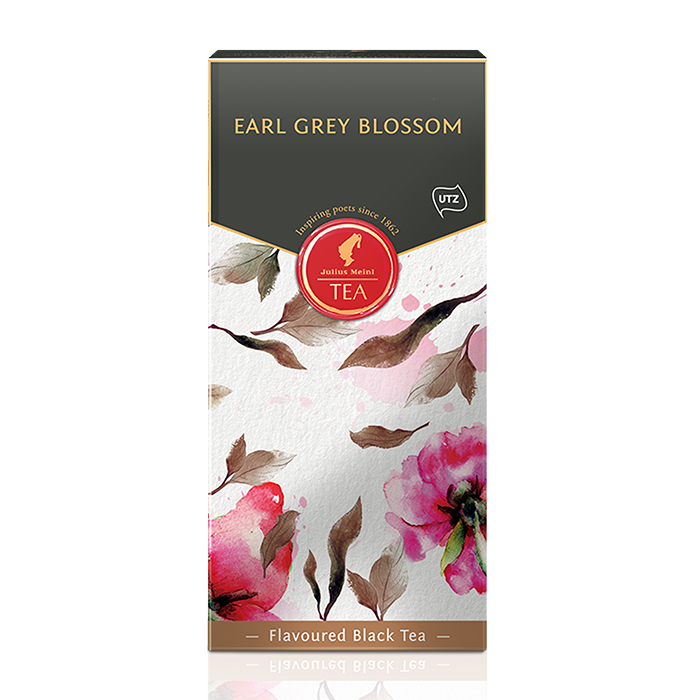 EARL GREY BLOSSOM
UTZ
Inspiring poets since 1862
Julius Meinl
TEA
— Flavoured Black Tea —